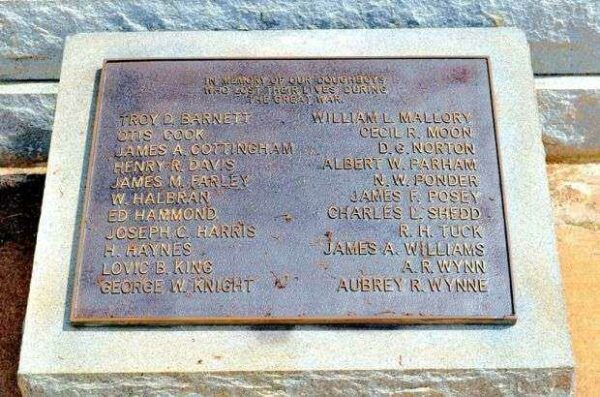 IN MEMORY OF OUR DOUGHBOYS
WHO LOST THEIR LIVES DURING
THE GREAT WAR
TROY D. BARNETT
OTIS COOK
JAMES A. COTTINGHAM
HENRY R. DAVIS
JAMES M. FARLEY
W. HALBRAN
ED HAMMOND
JOSEPH C. HARRIS
H. HAYNES
LOVIC B. KING
GEORGE W. KNIGHT
WILLIAM L. MALLORY
CECIL R. MOON
D. G. NORTON
ALBERT W. PARHAM
N. W. PONDER
JAMES F. POSEY
CHARLES L. SHEDD
R. H. TUCK
JAMES A. WILLIAMS
A. R. WYNN
AUBREY R. WYNNE